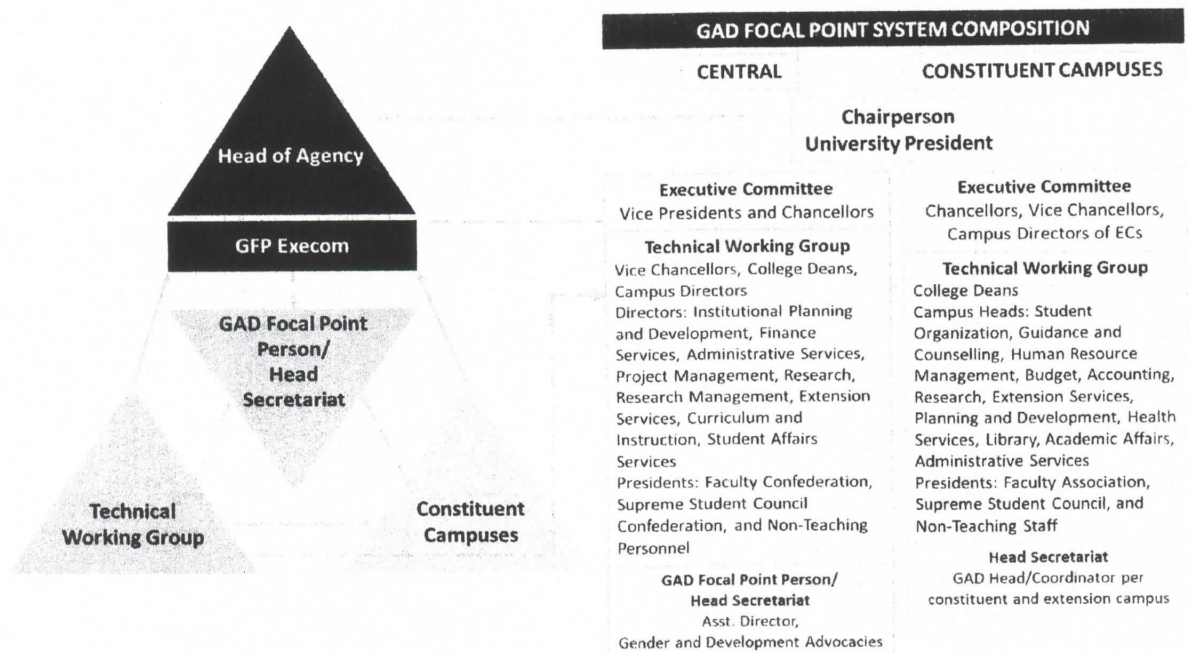 Head of Agency
GFP Execom
GAD Focal Point
Person/
Head
Secretariat
Technical
Working Group
Constituent
Campuses
GAD FOCAL POINT SYSTEM COMPOSITION
CENTRAL
CONSTITUENT CAMPUSES
Chairperson
University President
Executive Committee
Vice Presidents and Chancellors
Technical Working Group
Vice Chancellors, College Deans,
Campus Directors
Directors: Institutional Planning
and Development, Finance
Services, Administrative Services,
Project Management, Research,
Research Management, Extension
Services, Curriculum and
Instruction, Student Affairs
Services
Presidents: Faculty Confederation,
Supreme Student Council
Confederation, and Non-Teaching
Personnel
GAD Focal Point Person/
Head Secretariat
Asst. Director,
Gender and Development Advocacies
Executive Committee
Chancellors, Vice Chancellors,
Campus Directors of ECs
Technical Working Group
College Deans
Campus Heads: Student
Organization, Guidance and
Counselling, Human Resource
Management, Budget, Accounting,
Research, Extension Services,
Planning and Development, Health
Services, Library, Academic Affairs,
Administrative Services
Presidents: Faculty Association,
Supreme Student Council, and
Non-Teaching Staff
Head Secretariat
GAD Head/Coordinator per
constituent and extension campus